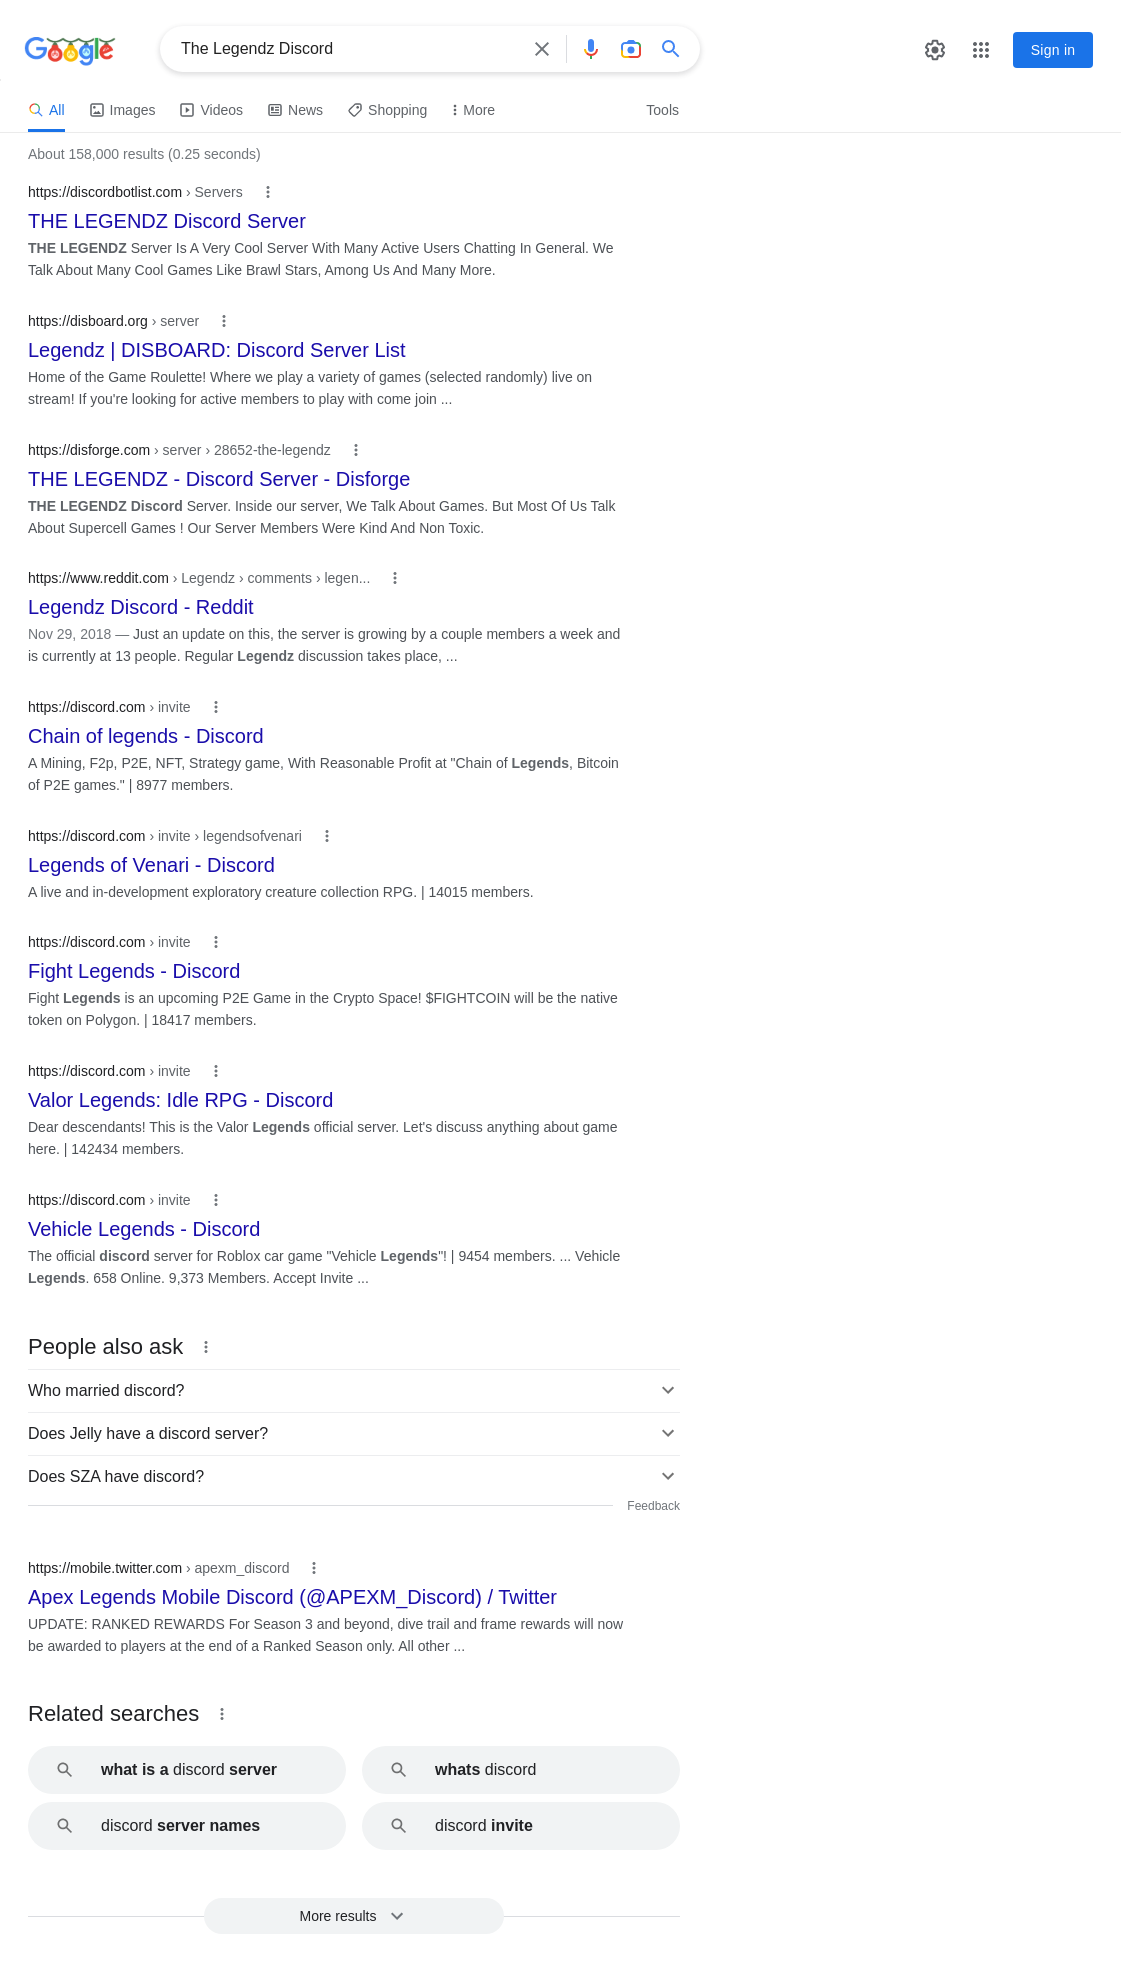 Google
The Legendz Discord
Sign in
All Images Videos News Shopping More Tools
About 158,000 results (0.25 seconds)
https://discordbotlist.com › Servers
THE LEGENDZ Discord Server
THE LEGENDZ Server Is A Very Cool Server With Many Active Users Chatting In General. We
Talk About Many Cool Games Like Brawl Stars, Among Us And Many More.
https://disboard.org › server
Legendz | DISBOARD: Discord Server List
Home of the Game Roulette! Where we play a variety of games (selected randomly) live on
stream! If you're looking for active members to play with come join ...
https://disforge.com › server › 28652-the-legendz
THE LEGENDZ - Discord Server - Disforge
THE LEGENDZ Discord Server. Inside our server, We Talk About Games. But Most Of Us Talk
About Supercell Games ! Our Server Members Were Kind And Non Toxic.
https://www.reddit.com › Legendz › comments › legen...
Legendz Discord - Reddit
Nov 29, 2018 — Just an update on this, the server is growing by a couple members a week and
is currently at 13 people. Regular Legendz discussion takes place, ...
https://discord.com › invite
Chain of legends - Discord
A Mining, F2p, P2E, NFT, Strategy game, With Reasonable Profit at "Chain of Legends, Bitcoin
of P2E games." | 8977 members.
https://discord.com › invite › legendsofvenari
Legends of Venari - Discord
A live and in-development exploratory creature collection RPG. | 14015 members.
https://discord.com › invite
Fight Legends - Discord
Fight Legends is an upcoming P2E Game in the Crypto Space! $FIGHTCOIN will be the native
token on Polygon. | 18417 members.
https://discord.com › invite
Valor Legends: Idle RPG - Discord
Dear descendants! This is the Valor Legends official server. Let's discuss anything about game
here. | 142434 members.
https://discord.com › invite
Vehicle Legends - Discord
The official discord server for Roblox car game "Vehicle Legends"! | 9454 members. ... Vehicle
Legends. 658 Online. 9,373 Members. Accept Invite ...
People also ask
Who married discord?
Does Jelly have a discord server?
Does SZA have discord?
Feedback
https://mobile.twitter.com › apexm_discord
Apex Legends Mobile Discord (@APEXM_Discord) / Twitter
UPDATE: RANKED REWARDS For Season 3 and beyond, dive trail and frame rewards will now
be awarded to players at the end of a Ranked Season only. All other ...
Related searches
what is a discord server
whats discord
discord server names
discord invite
More results